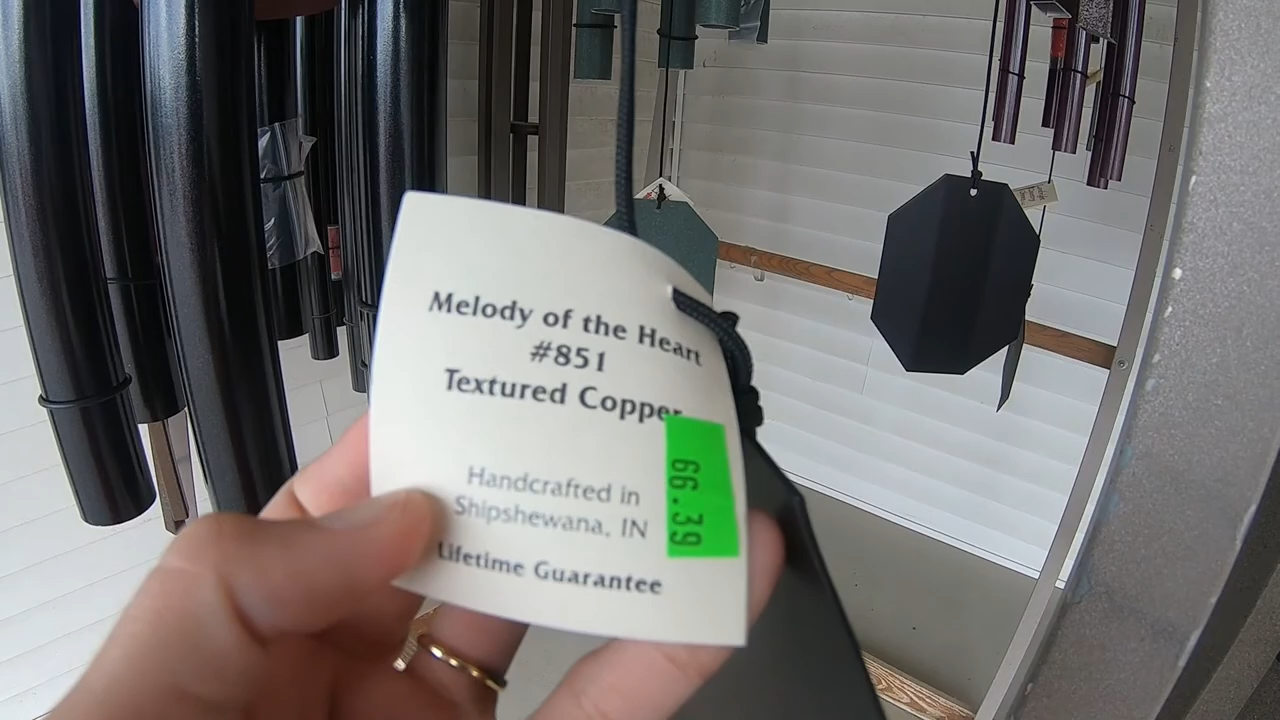 Melody of the Heart
#851
Textured Copper
66.39
Handcrafted in
Shipshewana, IN
Lifetime Guarantee